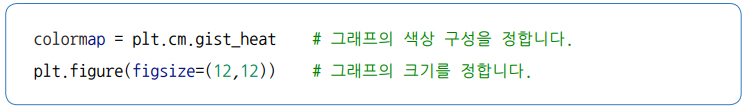 colormap = plt.cm.gist_heat    # 그래프의 색상 구성을 정합니다.
plt.figure(figsize=(12,12))    # 그래프의 크기를 정합니다.